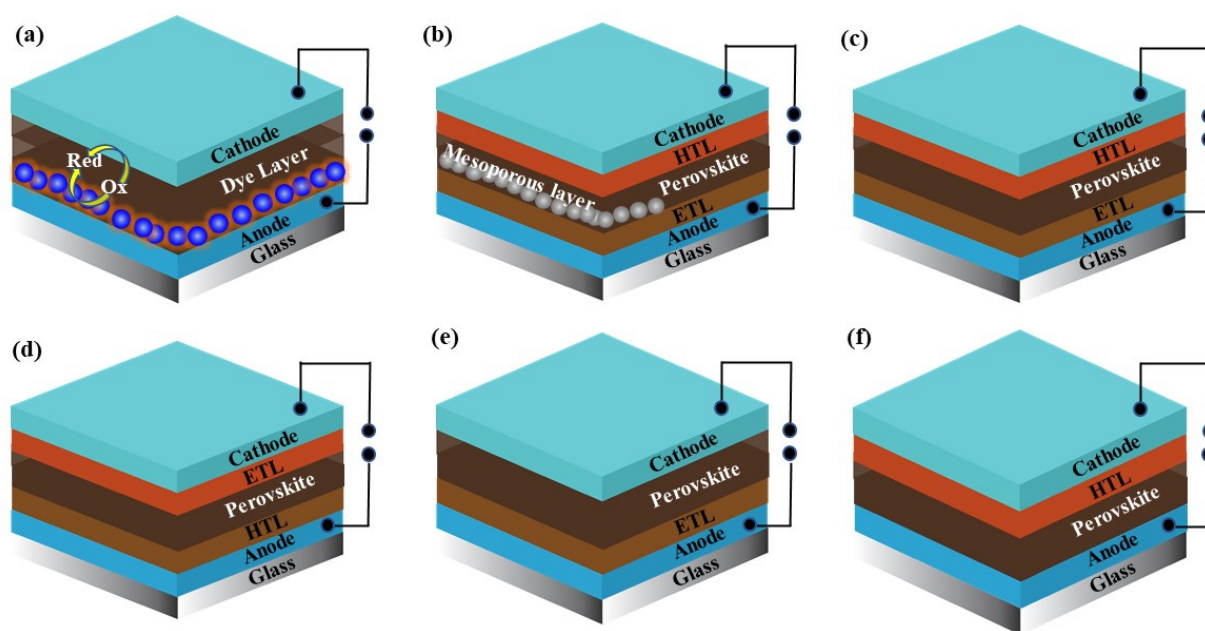 (a)
Cathode
Red
Ox
Dye Layer
Anode
Glass
(b)
Cathode
HTL
Mesoporous layer
Perovskite
ETL
Anode
Glass
(c)
Cathode
HTL
Perovskite
ETL
Anode
Glass
(d)
Cathode
ETL
Perovskite
HTL
Anode
Glass
(e)
Cathode
Perovskite
ETL
Anode
Glass
(f)
Cathode
HTL
Perovskite
Anode
Glass